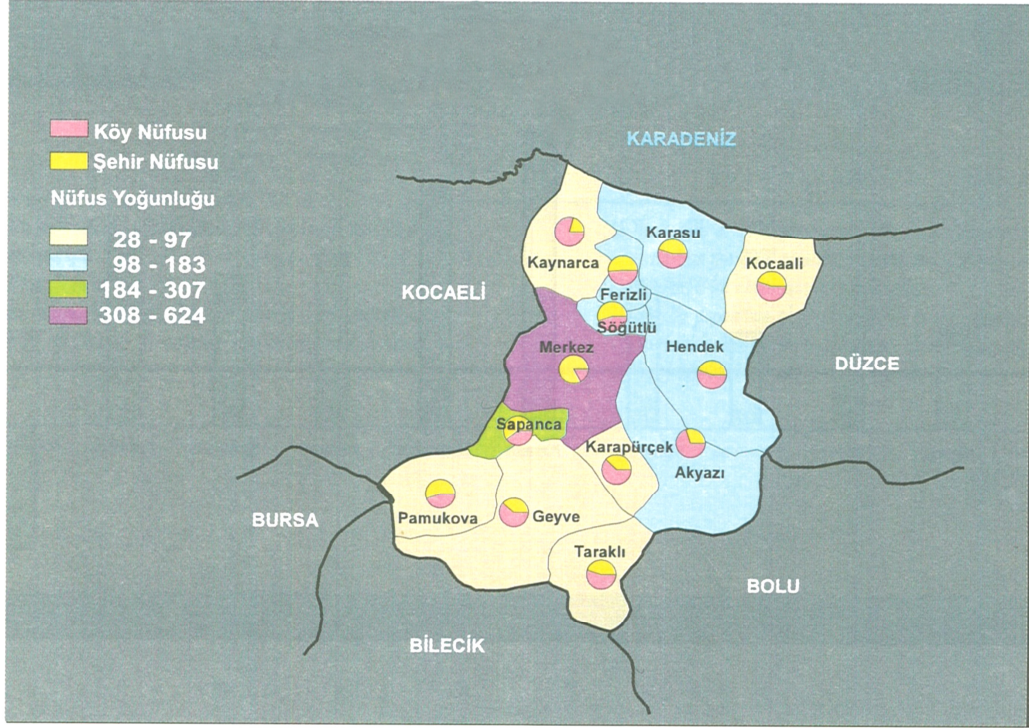 Köy Nüfusu
Şehir Nüfusu
Nüfus Yoğunluğu
28 - 97
98 - 183
184 - 307
308 - 624
KARADENİZ
Karasu
Kaynarca
Kocaali
KOCAELİ
Ferizli
Söğütlü
Merkez
Hendek
DÜZCE
Sapanca
Karapürçek
Akyazı
Pamukova
Geyve
BURSA
Taraklı
BOLU
BİLECİK